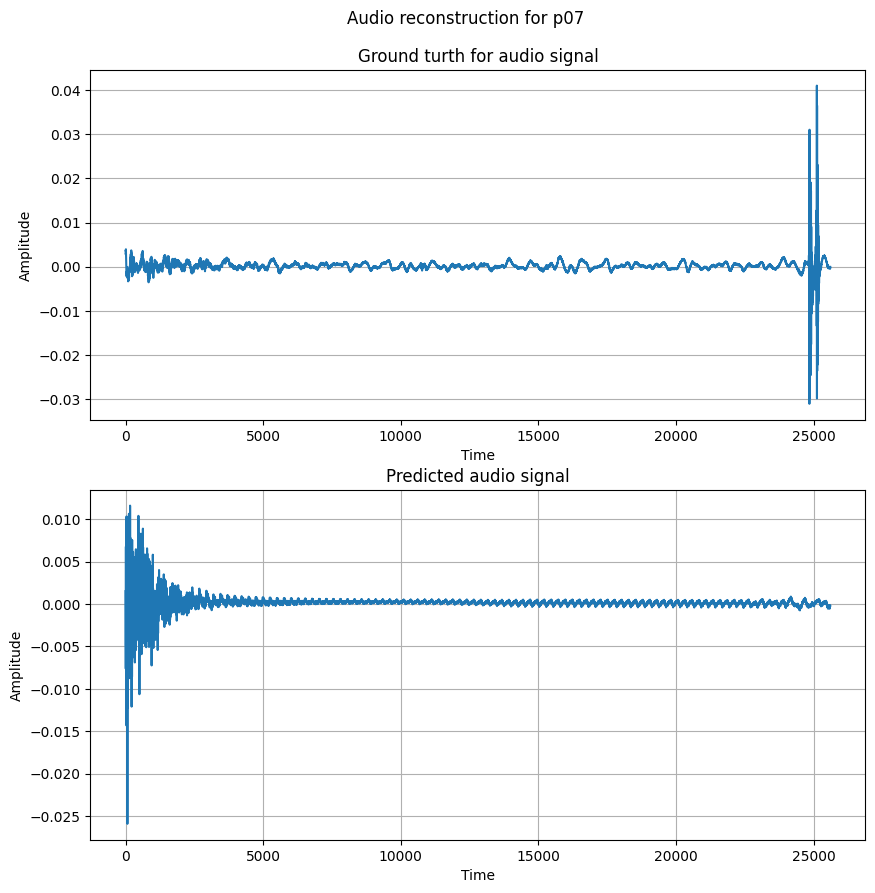 Audio reconstruction for p07
Ground turth for audio signal
0.04
0.03
0.02
0.01
0.00
−0.01
−0.02
−0.03
Amplitude
0 5000 10000 15000 20000 25000
Time
Predicted audio signal
0.010
0.005
0.000
−0.005
−0.010
−0.015
−0.020
−0.025
Amplitude
0 5000 10000 15000 20000 25000
Time